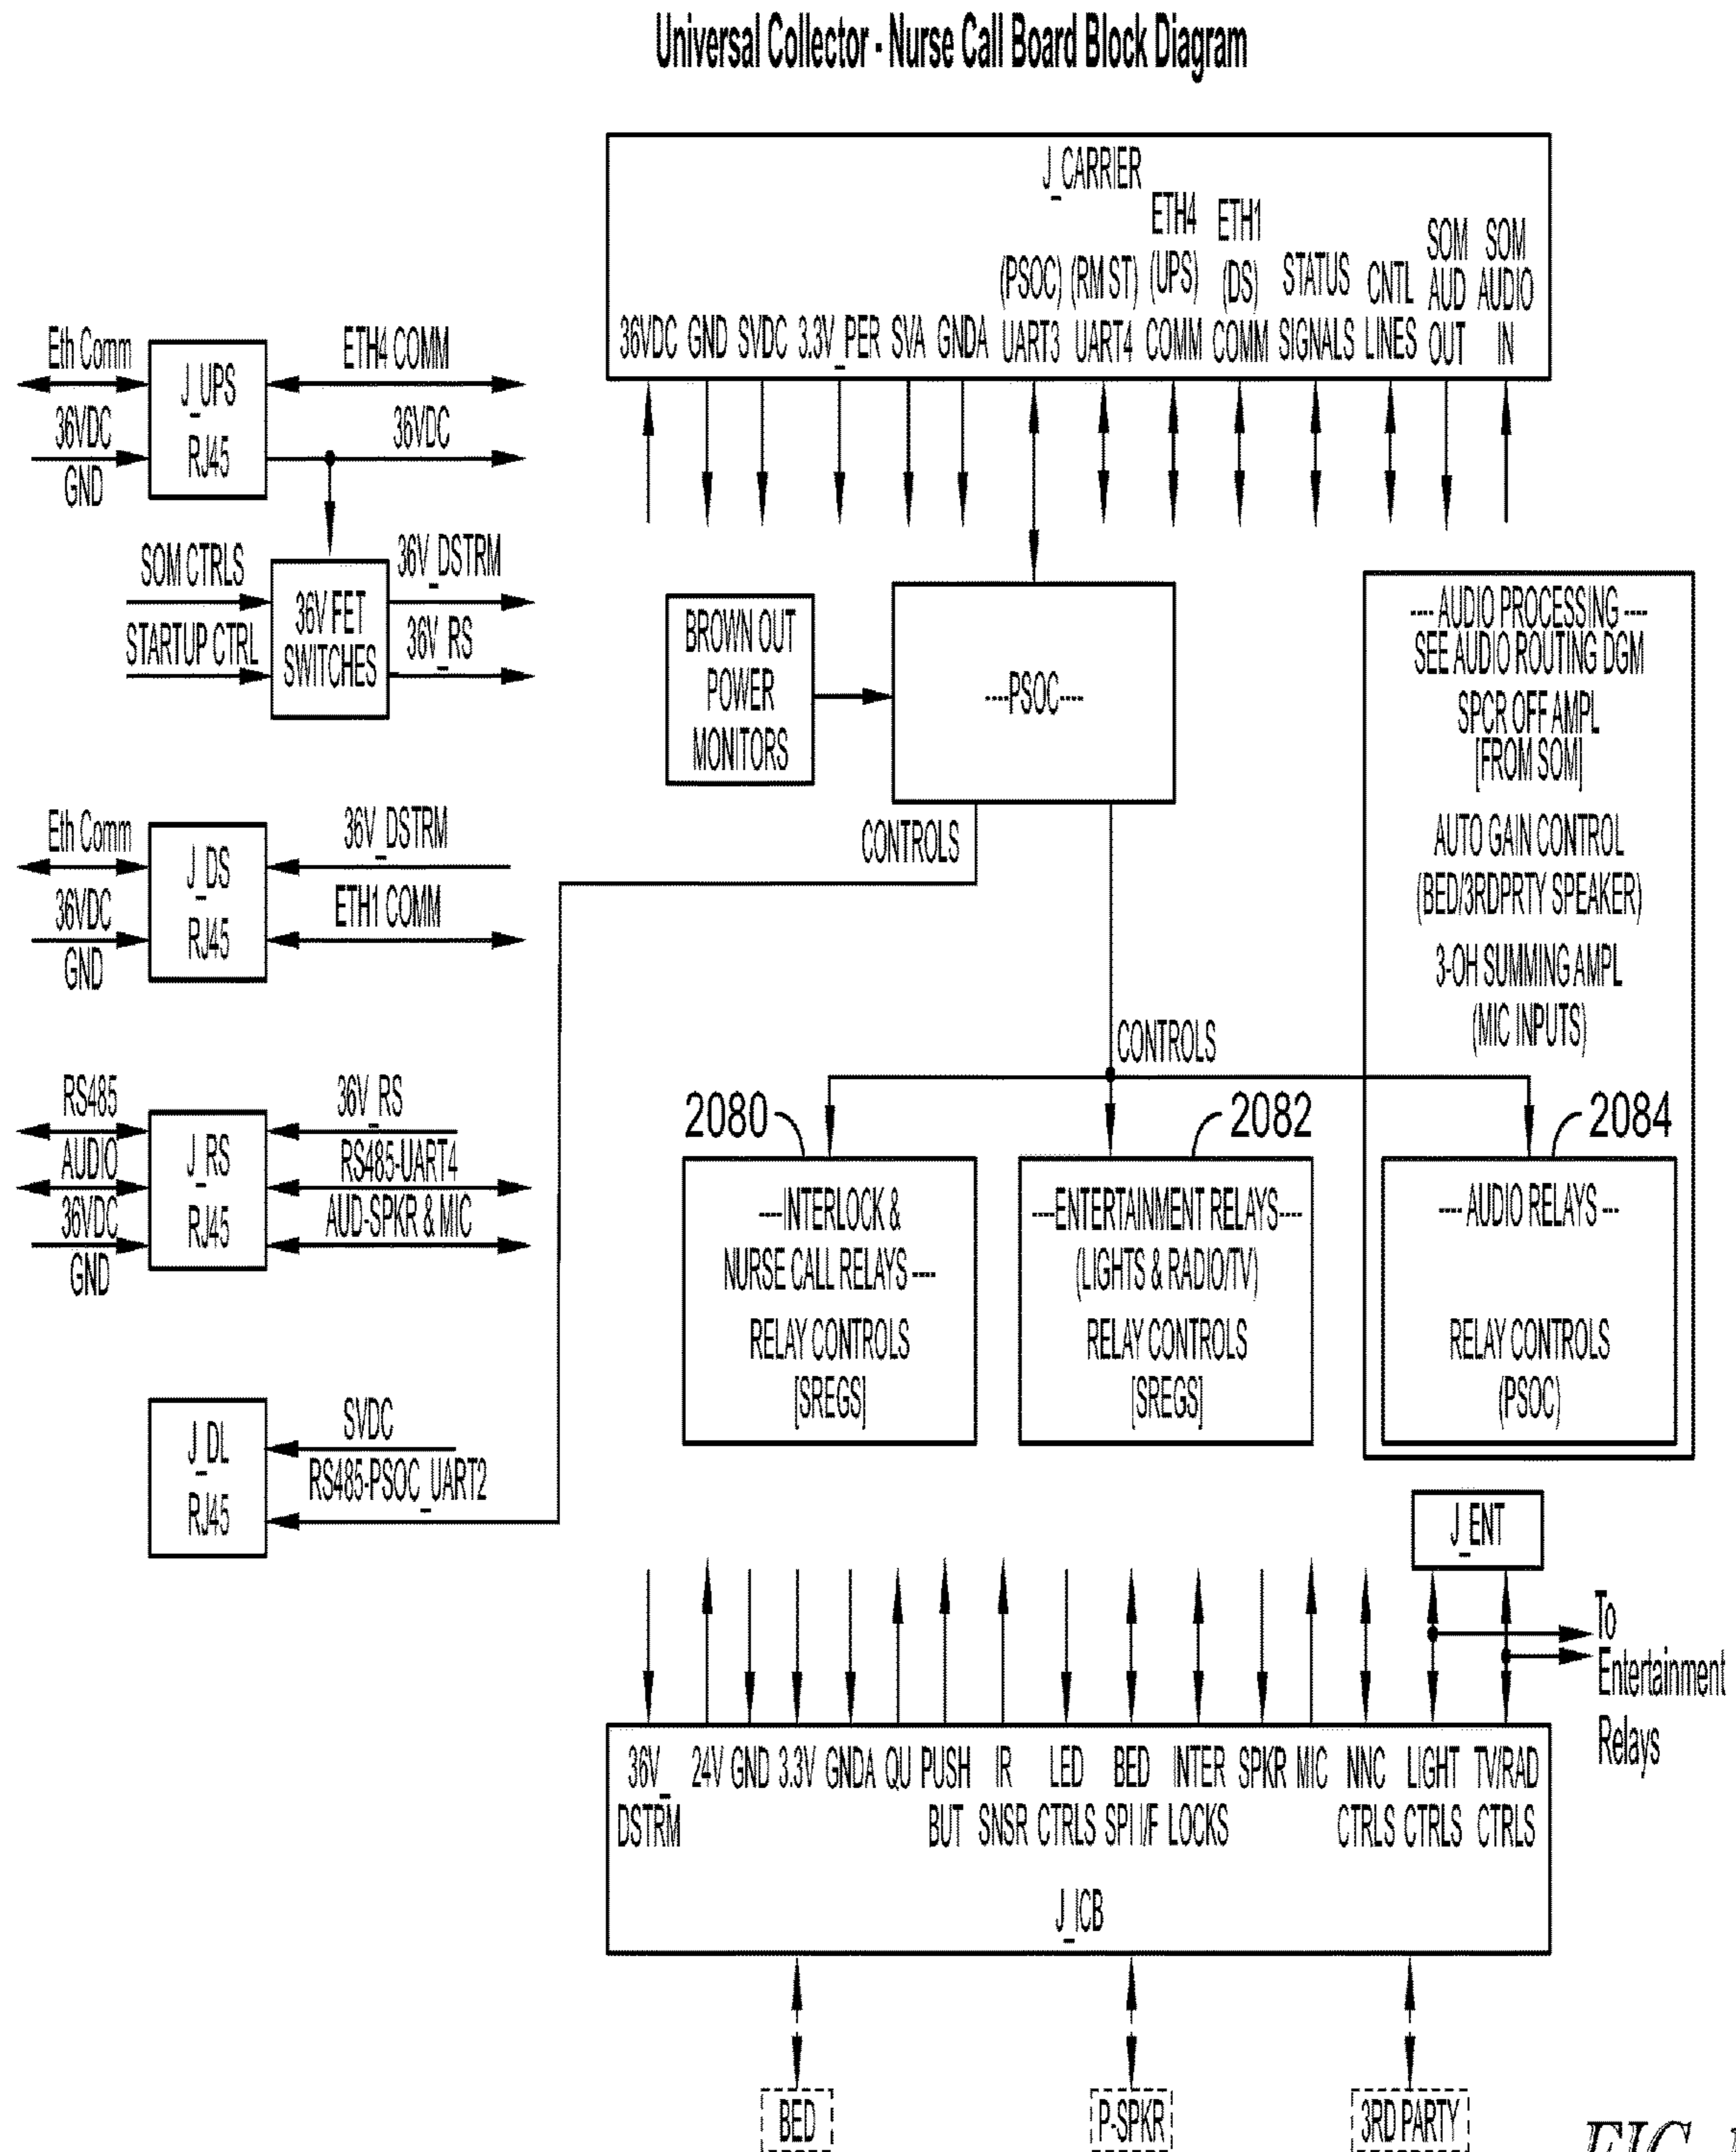 Universal Collector - Nurse Call Board Block Diagram
J_CARRIER
36VDC
GND
SVDC
3.3V_PER
SVA
GNDA
(PSOC)
UART3
(RM ST)
UART4
ETH4
(UPS)
COMM
ETH1
(DS)
COMM
STATUS
SIGNALS
CNTL
LINES
SOM
AUD
OUT
SOM
AUDIO
IN
Eth Comm
36VDC
GND
J_UPS
RJ45
ETH4 COMM
36VDC
SOM CTRLS
STARTUP CTRL
36V FET
SWITCHES
36V_DSTRM
36V_RS
BROWN OUT
POWER
MONITORS
----PSOC----
CONTROLS
CONTROLS
---- AUDIO PROCESSING ----
SEE AUDIO ROUTING DGM
SPCR OFF AMPL
[FROM SOM]
AUTO GAIN CONTROL
(BED/3RDPRTY SPEAKER)
3-OH SUMMING AMPL
(MIC INPUTS)
Eth Comm
36VDC
GND
J_DS
RJ45
36V_DSTRM
ETH1 COMM
RS485
AUDIO
36VDC
GND
J_RS
RJ45
36V_RS
RS485-UART4
AUD-SPKR & MIC
2080
----INTERLOCK &
NURSE CALL RELAYS ----
RELAY CONTROLS
[SREGS]
2082
---ENTERTAINMENT RELAYS----
(LIGHTS & RADIO/TV)
RELAY CONTROLS
[SREGS]
2084
---- AUDIO RELAYS ---
RELAY CONTROLS
(PSOC)
J_DL
RJ45
SVDC
RS485-PSOC_UART2
J_ENT
To
Entertainment
Relays
36V_
DSTRM
24V
GND
3.3V
GNDA
QU
PUSH
BUT
IR
SNSR
LED
CTRLS
BED
SPI I/F
INTER
LOCKS
SPKR
MIC
NNC
CTRLS
LIGHT
CTRLS
TV/RAD
CTRLS
J_ICB
BED
P-SPKR
3RD PARTY